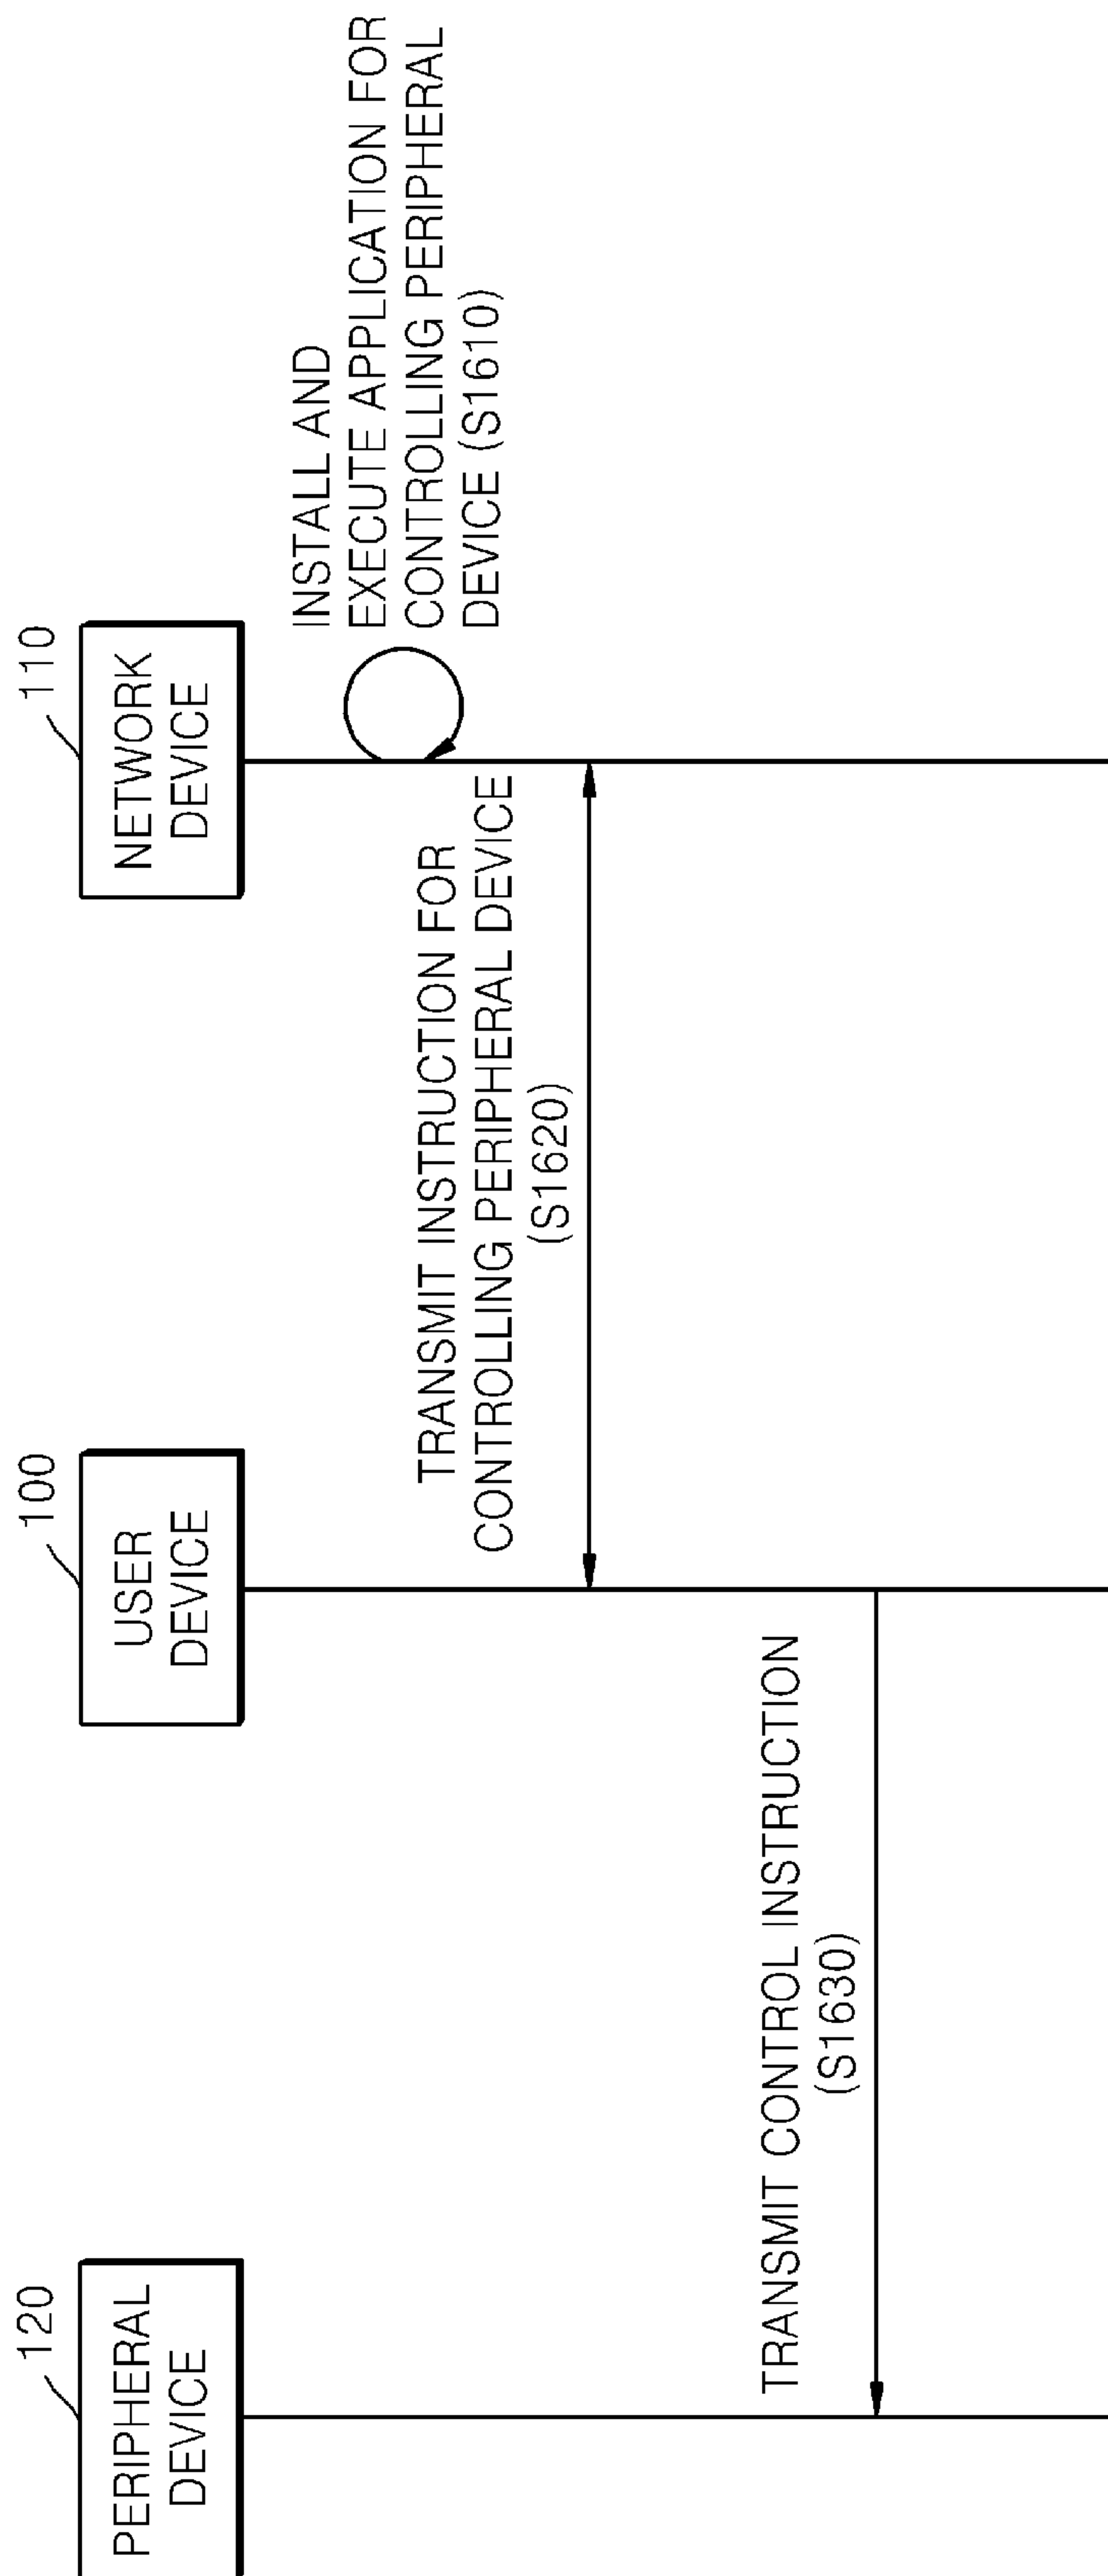 120
PERIPHERAL
DEVICE
100
USER
DEVICE
110
NETWORK
DEVICE
INSTALL AND
EXECUTE APPLICATION FOR
CONTROLLING PERIPHERAL
DEVICE (S1610)
TRANSMIT INSTRUCTION FOR
CONTROLLING PERIPHERAL DEVICE
(S1620)
TRANSMIT CONTROL INSTRUCTION
(S1630)